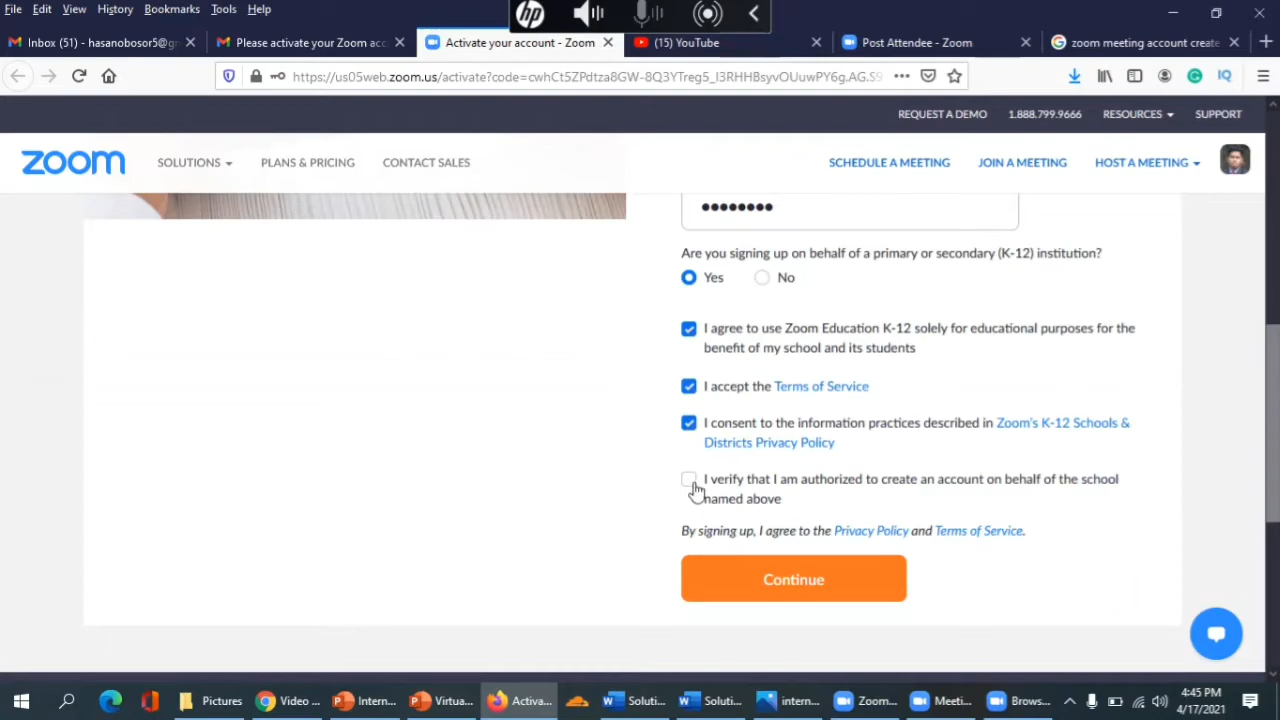 File Edit View History Bookmarks Tools Help
hp
Inbox (51) - hasanobosor5@g
Please activate your Zoom acc
Activate your account - Zoom
(15) YouTube
Post Attendee - Zoom
zoom meeting account create
https://us05web.zoom.us/activate?code=cwhCt5ZPdtza8GW-8Q3YTreg5_I3RHHBsyvOUuwPY6g.AG.S9
IQ
REQUEST A DEMO 1.888.799.9666 RESOURCES SUPPORT
zoom SOLUTIONS PLANS & PRICING CONTACT SALES SCHEDULE A MEETING JOIN A MEETING HOST A MEETING
Are you signing up on behalf of a primary or secondary (K-12) institution?
Yes No
I agree to use Zoom Education K-12 solely for educational purposes for the
benefit of my school and its students
I accept the Terms of Service
I consent to the information practices described in Zoom's K-12 Schools &
Districts Privacy Policy
I verify that I am authorized to create an account on behalf of the school
named above
By signing up, I agree to the Privacy Policy and Terms of Service.
Continue
Pictures Video ... Intern... Virtua... Activa... Soluti... Soluti... intern... Zoom... Meeti... Brows...
4:45 PM
4/17/2021